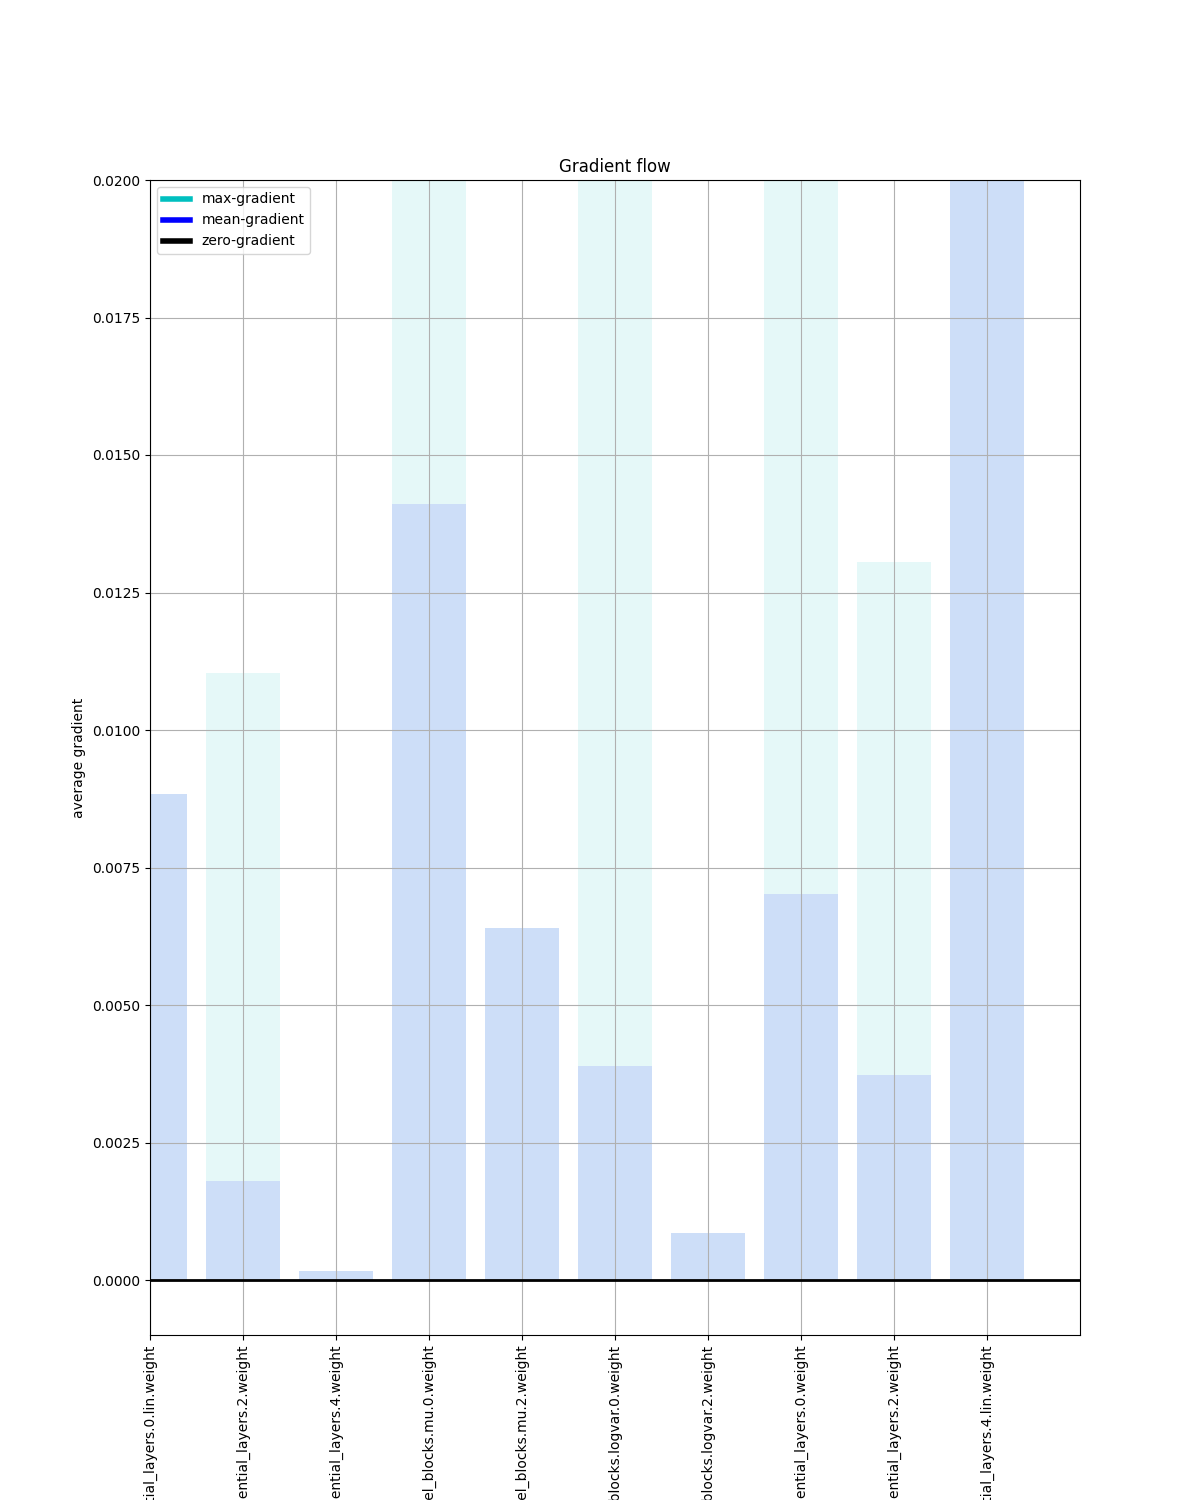 Gradient flow
max-gradient
mean-gradient
zero-gradient
0.0200
0.0175
0.0150
0.0125
0.0100
0.0075
0.0050
0.0025
0.0000
average gradient
tial_layers.0.lin.weight
ential_layers.2.weight
ential_layers.4.weight
el_blocks.mu.0.weight
el_blocks.mu.2.weight
blocks.logvar.0.weight
blocks.logvar.2.weight
ential_layers.0.weight
ential_layers.2.weight
tial_layers.4.lin.weight